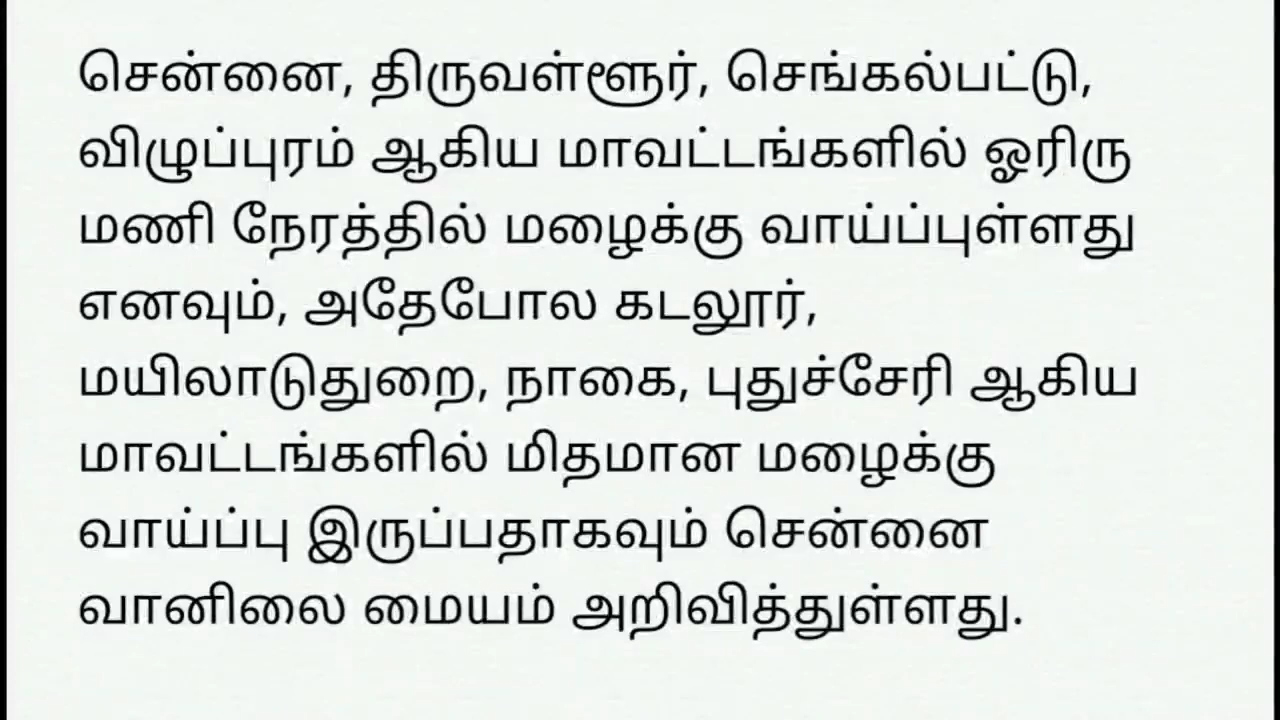 சென்னை, திருவள்ளூர், செங்கல்பட்டு,
விழுப்புரம் ஆகிய மாவட்டங்களில் ஓரிரு
மணி நேரத்தில் மழைக்கு வாய்ப்புள்ளது
எனவும், அதேபோல கடலூர்,
மயிலாடுதுறை, நாகை, புதுச்சேரி ஆகிய
மாவட்டங்களில் மிதமான மழைக்கு
வாய்ப்பு இருப்பதாகவும் சென்னை
வானிலை மையம் அறிவித்துள்ளது.